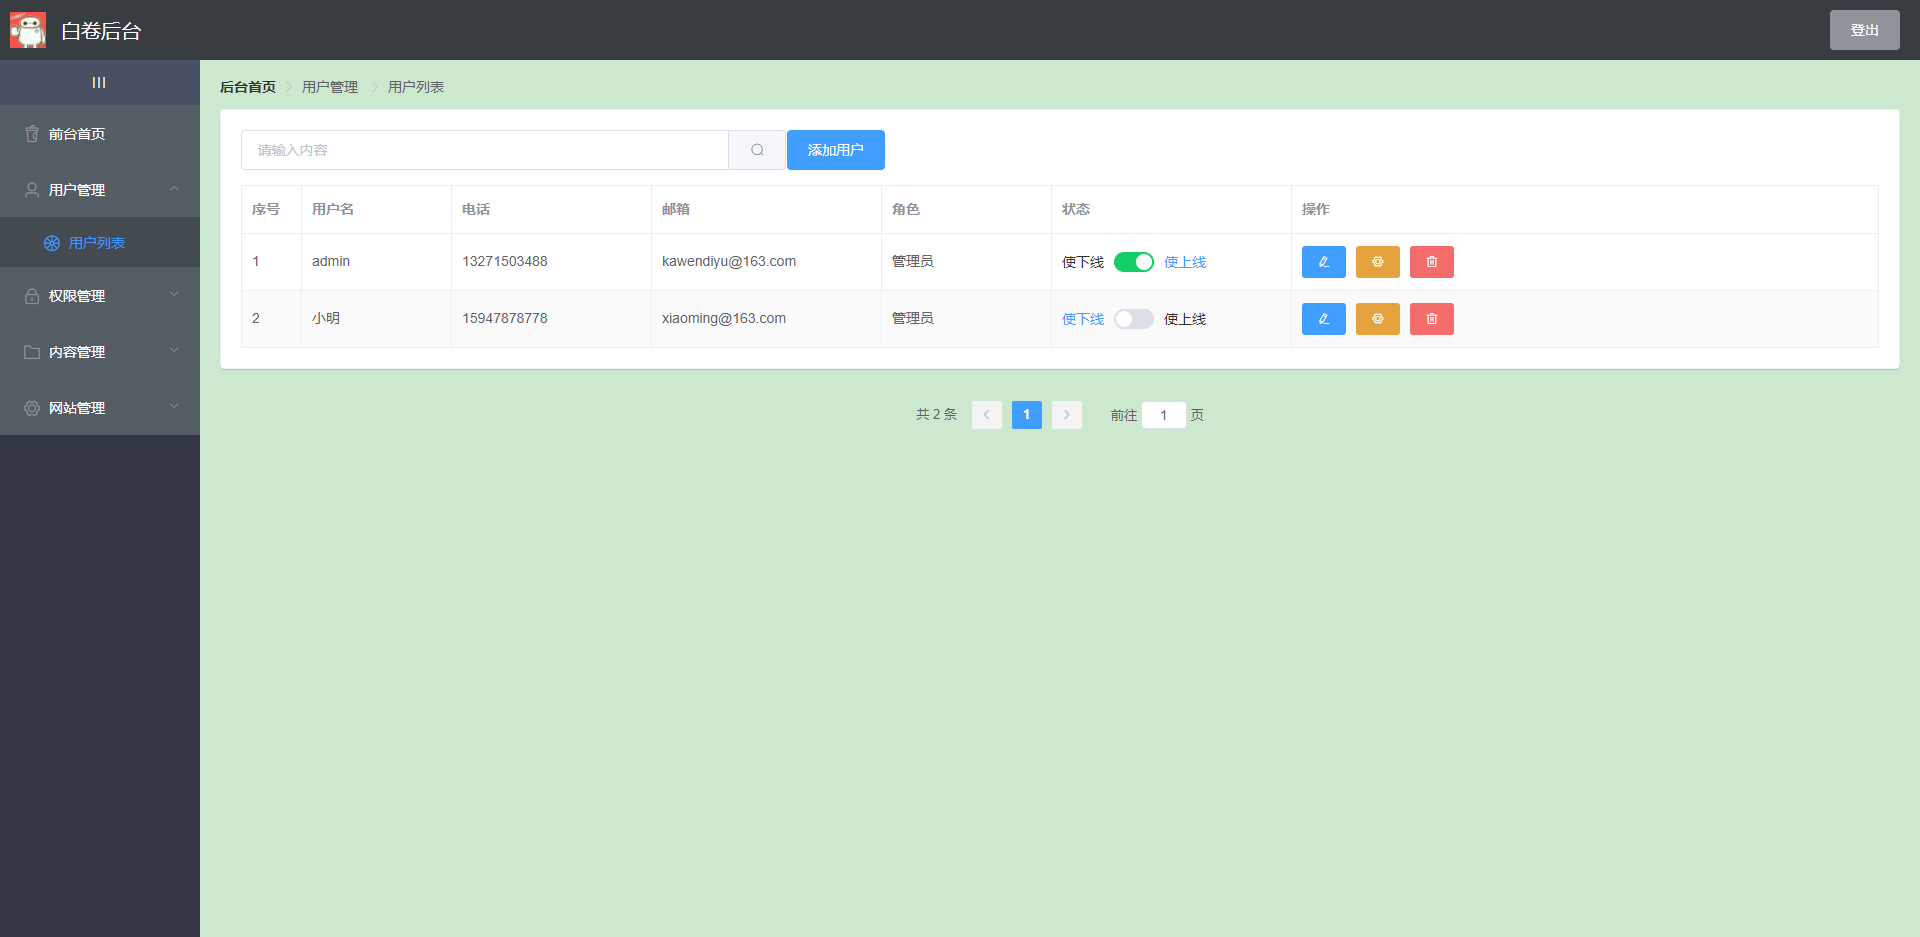 白卷后台
登出
前台首页
用户管理
用户列表
权限管理
内容管理
网站管理
后台首页 用户管理 用户列表
请输入内容 添加用户
序号 用户名 电话 邮箱 角色 状态 操作
1 admin 13271503488 kawendiyu@163.com 管理员 使下线 使上线
2 小明 15947878778 xiaoming@163.com 管理员 使下线 使上线
共 2 条 1 前往 1 页